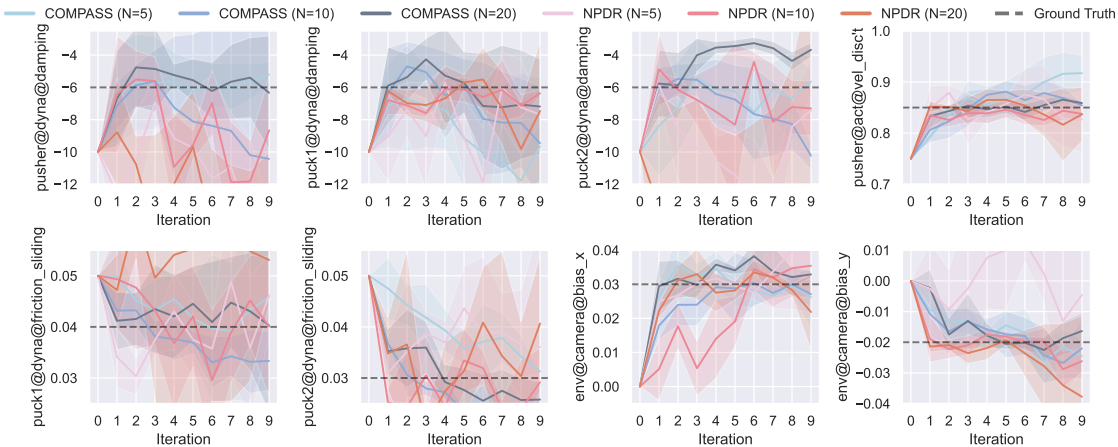 COMPASS (N=5) COMPASS (N=10) COMPASS (N=20) NPDR (N=5) NPDR (N=10) NPDR (N=20) Ground Truth
pusher@dyna@damping
−4
−6
−8
−10
−12
0 1 2 3 4 5 6 7 8 9
Iteration
puck1@dyna@damping
−4
−6
−8
−10
−12
0 1 2 3 4 5 6 7 8 9
Iteration
puck2@dyna@damping
−4
−6
−8
−10
−12
0 1 2 3 4 5 6 7 8 9
Iteration
pusher@act@vel_disc't
1.0
0.9
0.8
0.7
0 1 2 3 4 5 6 7 8 9
Iteration
puck1@dyna@friction_sliding
0.05
0.04
0.03
0 1 2 3 4 5 6 7 8 9
Iteration
puck2@dyna@friction_sliding
0.05
0.04
0.03
0 1 2 3 4 5 6 7 8 9
Iteration
env@camera@bias_x
0.04
0.03
0.02
0.01
0.00
0 1 2 3 4 5 6 7 8 9
Iteration
env@camera@bias_y
0.01
0.00
−0.01
−0.02
−0.03
−0.04
0 1 2 3 4 5 6 7 8 9
Iteration